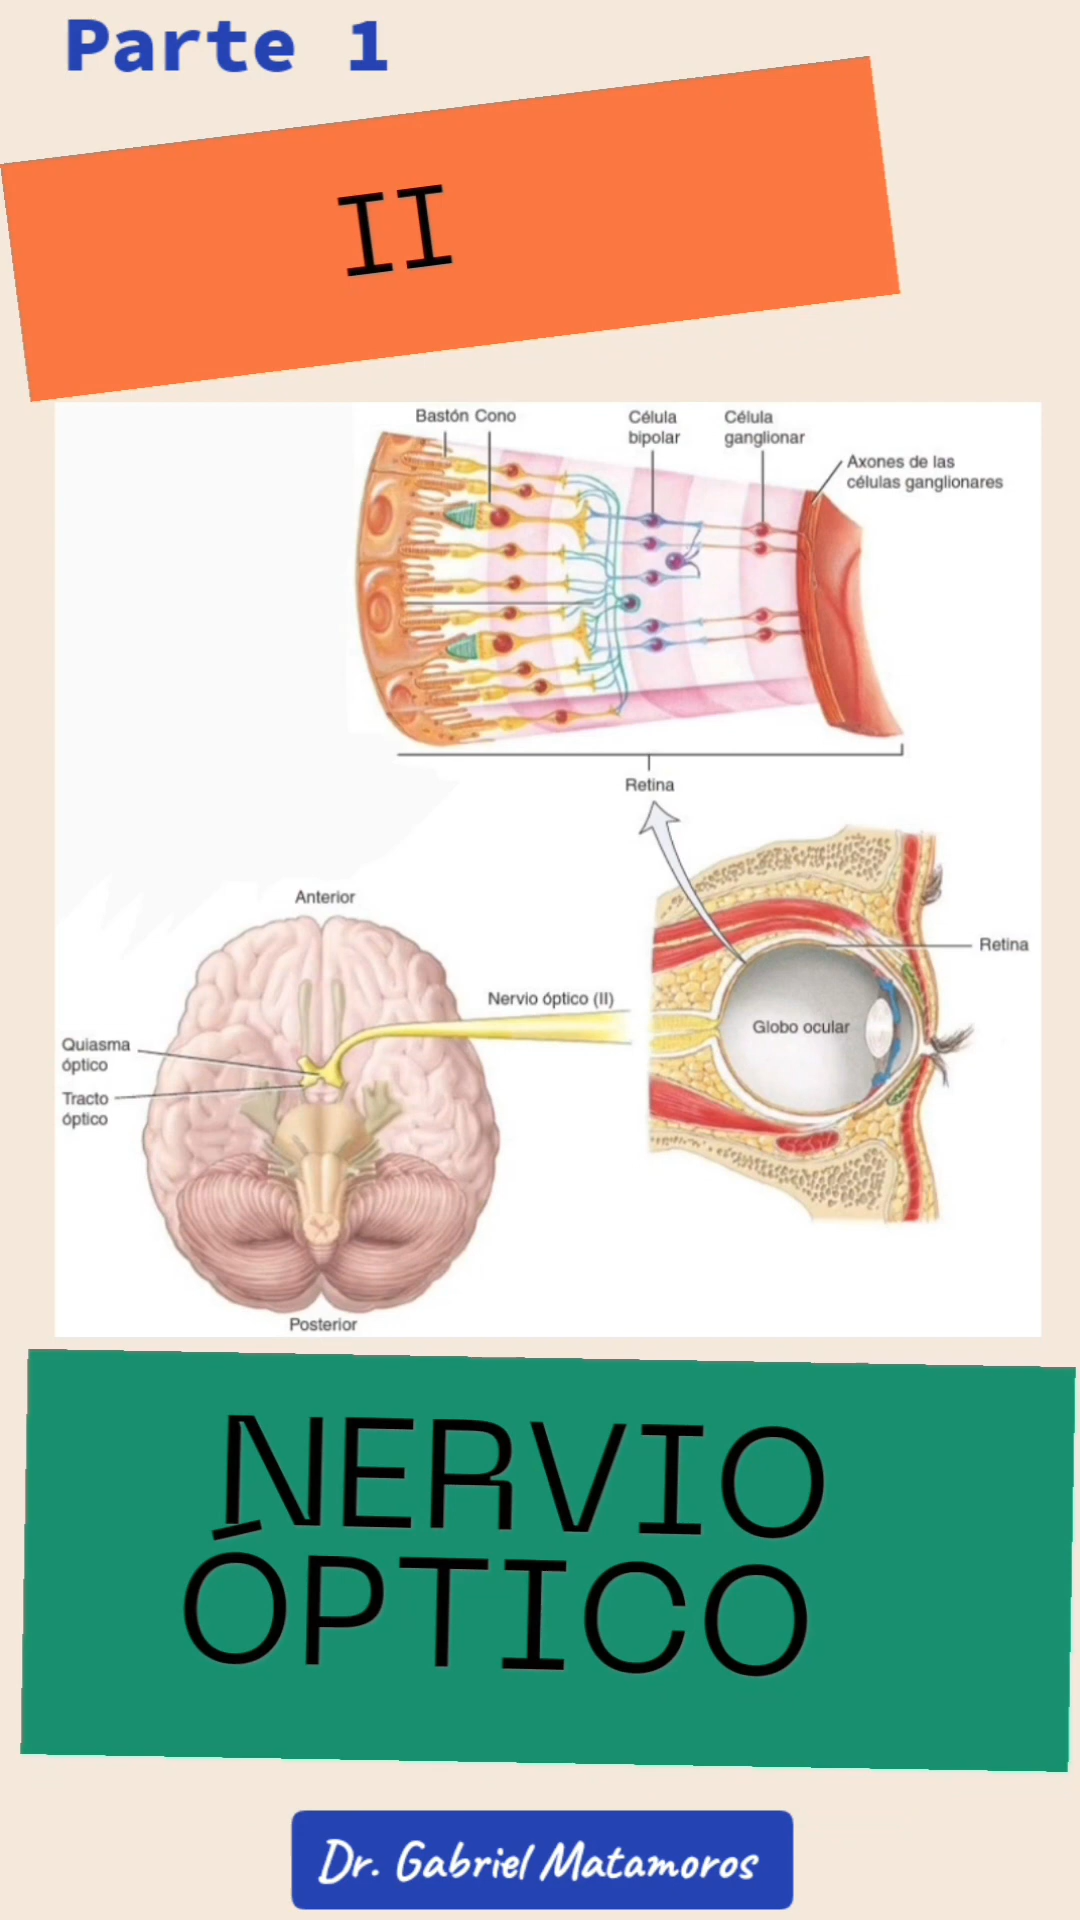 Parte 1
II
Bastón Cono
Célula
bipolar
Célula
ganglionar
Axones de las
células ganglionares
Retina
Anterior
Retina
Nervio óptico (II)
Globo ocular
Quiasma
óptico
Tracto
óptico
Posterior
NERVIO
ÓPTICO
Dr. Gabriel Matamoros